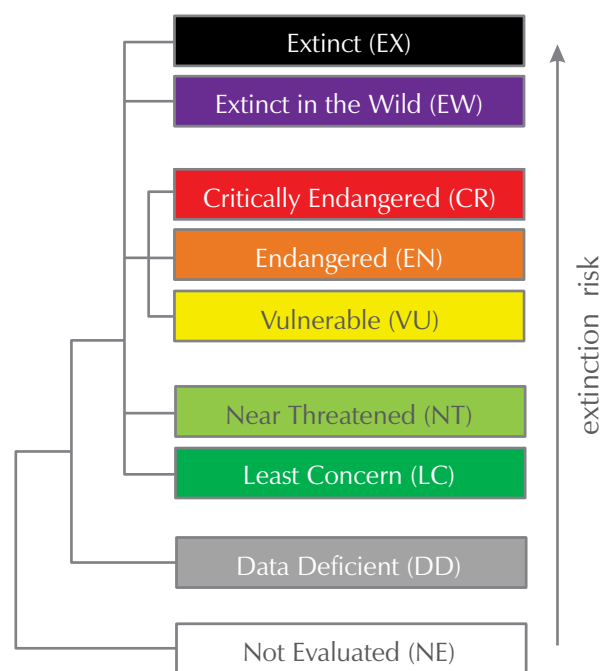 Extinct (EX)
Extinct in the Wild (EW)
Critically Endangered (CR)
Endangered (EN)
Vulnerable (VU)
Near Threatened (NT)
Least Concern (LC)
Data Deficient (DD)
Not Evaluated (NE)
extinction risk